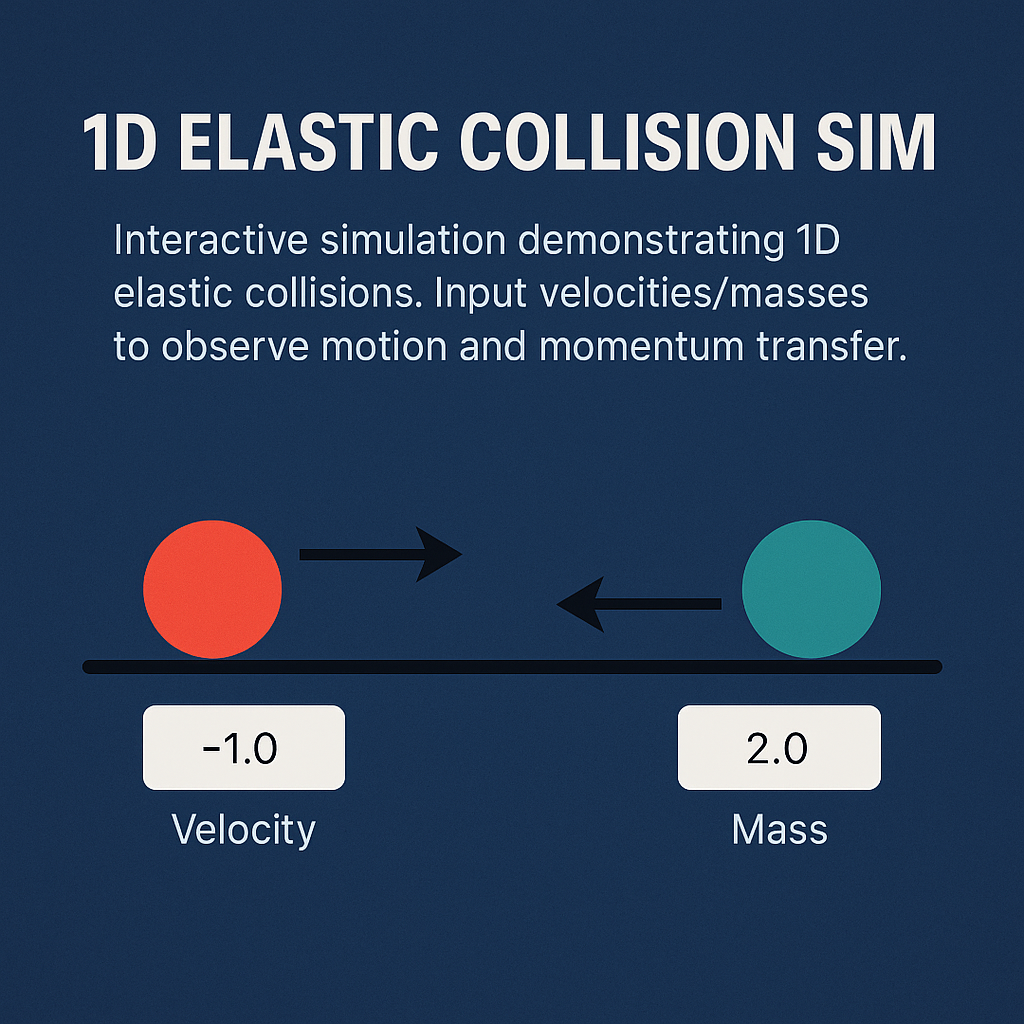 1D ELASTIC COLLISION SIM
Interactive simulation demonstrating 1D
elastic collisions. Input velocities/masses
to observe motion and momentum transfer.
-1.0
2.0
Velocity
Mass